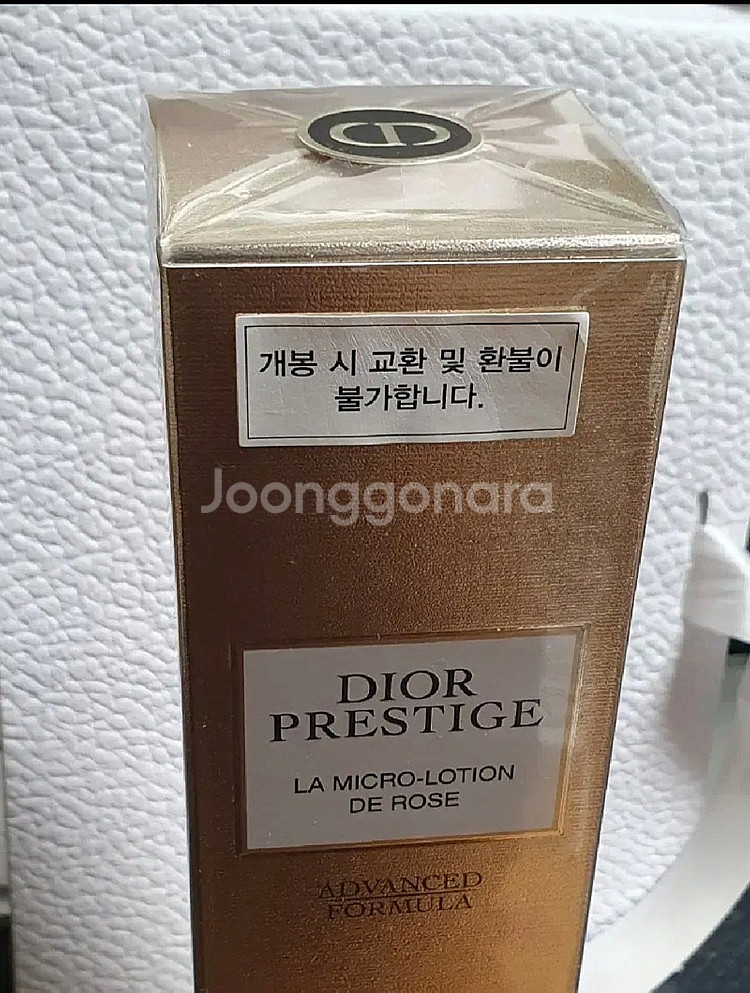 개봉 시 교환 및 환불이
불가합니다.
Joonggonara
DIOR
PRESTIGE
LA MICRO-LOTION
DE ROSE
ADVANCED
FORMULA